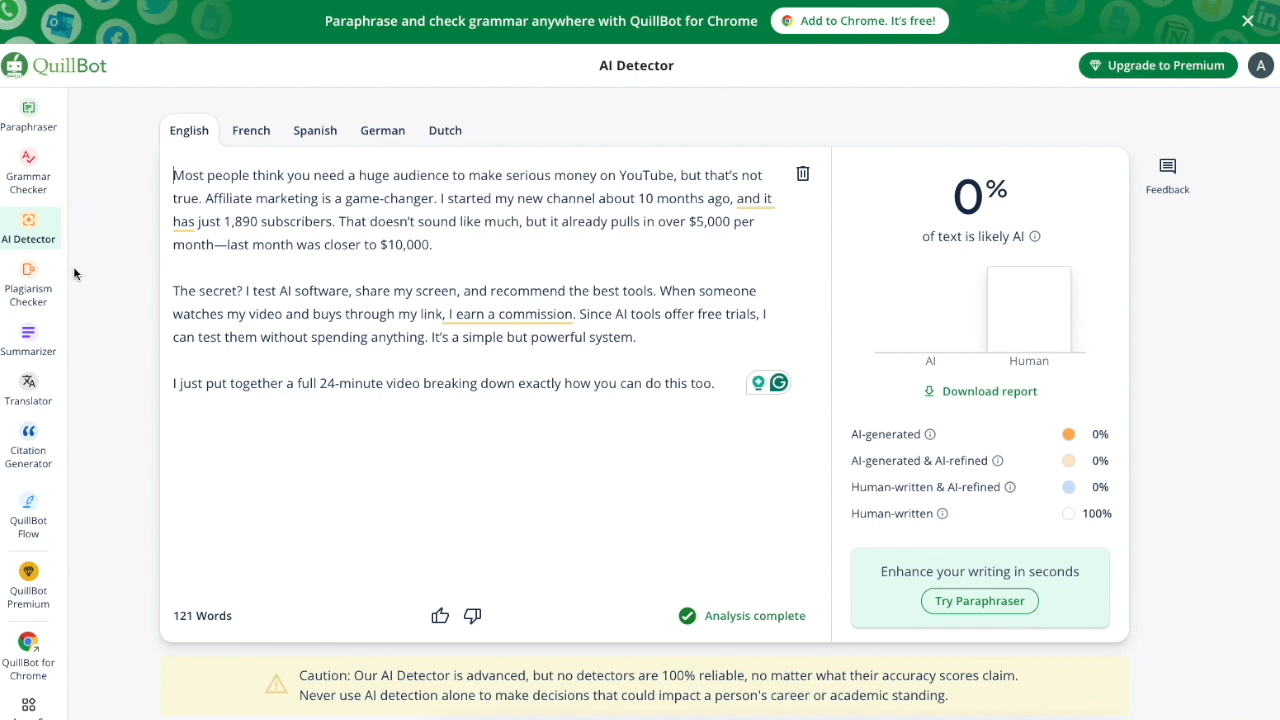 Paraphrase and check grammar anywhere with QuillBot for Chrome
Add to Chrome. It's free!
QuillBot
AI Detector
Upgrade to Premium
A
Paraphraser
Grammar
Checker
AI Detector
Plagiarism
Checker
Summarizer
Translator
Citation
Generator
QuillBot
Flow
QuillBot
Premium
QuillBot for
Chrome
English
French
Spanish
German
Dutch
Most people think you need a huge audience to make serious money on YouTube, but that's not
true. Affiliate marketing is a game-changer. I started my new channel about 10 months ago, and it
has just 1,890 subscribers. That doesn't sound like much, but it already pulls in over $5,000 per
month—last month was closer to $10,000.
The secret? I test AI software, share my screen, and recommend the best tools. When someone
watches my video and buys through my link, I earn a commission. Since AI tools offer free trials, I
can test them without spending anything. It's a simple but powerful system.
I just put together a full 24-minute video breaking down exactly how you can do this too.
121 Words
Analysis complete
0%
of text is likely AI
AI
Human
Download report
AI-generated 0%
AI-generated & AI-refined 0%
Human-written & AI-refined 0%
Human-written 100%
Enhance your writing in seconds
Try Paraphraser
Feedback
Caution: Our AI Detector is advanced, but no detectors are 100% reliable, no matter what their accuracy scores claim.
Never use AI detection alone to make decisions that could impact a person's career or academic standing.